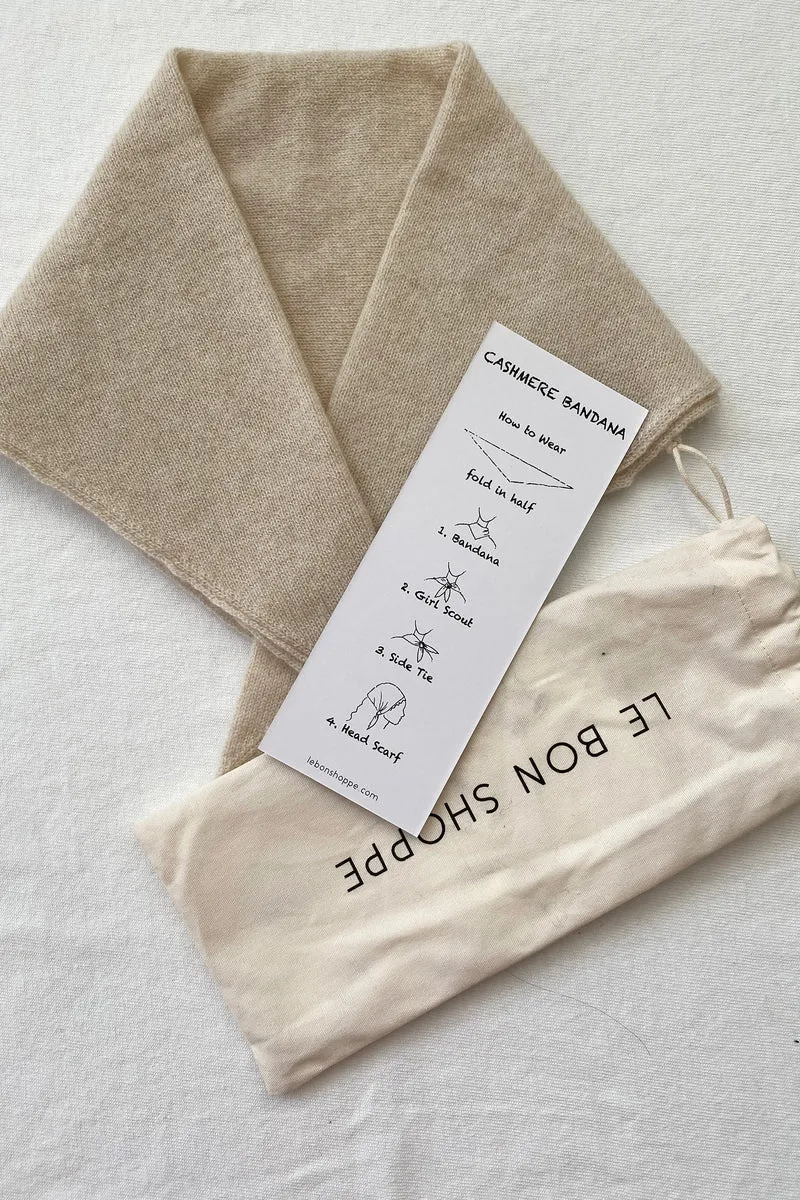 CASHMERE BANDANA
How to Wear
fold in half
1. Bandana
2. Girl Scout
3. Side Tie
4. Head Scarf
lebonshoppe.com
LE BON SHOPPE